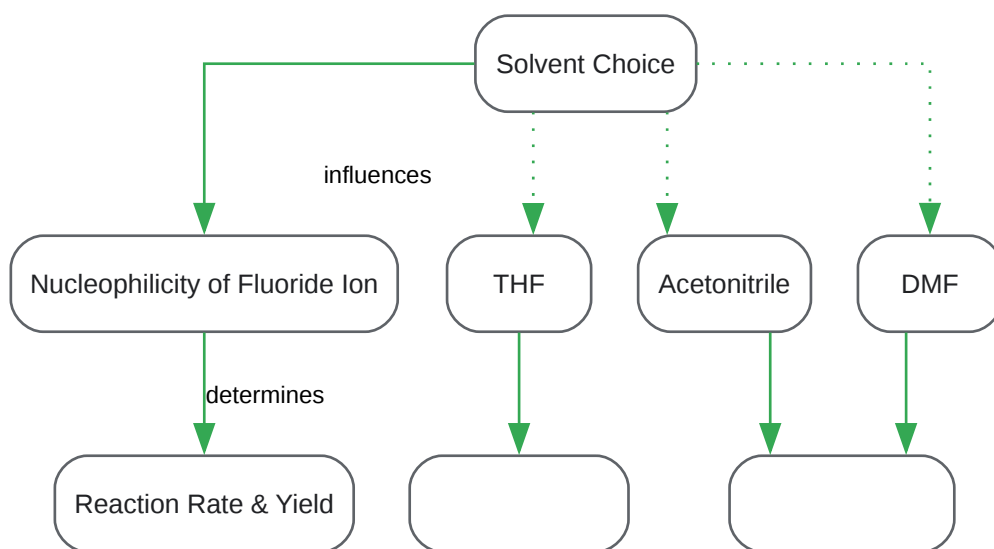 Solvent Choice
influences
Nucleophilicity of Fluoride Ion
THF
Acetonitrile
DMF
determines
Reaction Rate & Yield